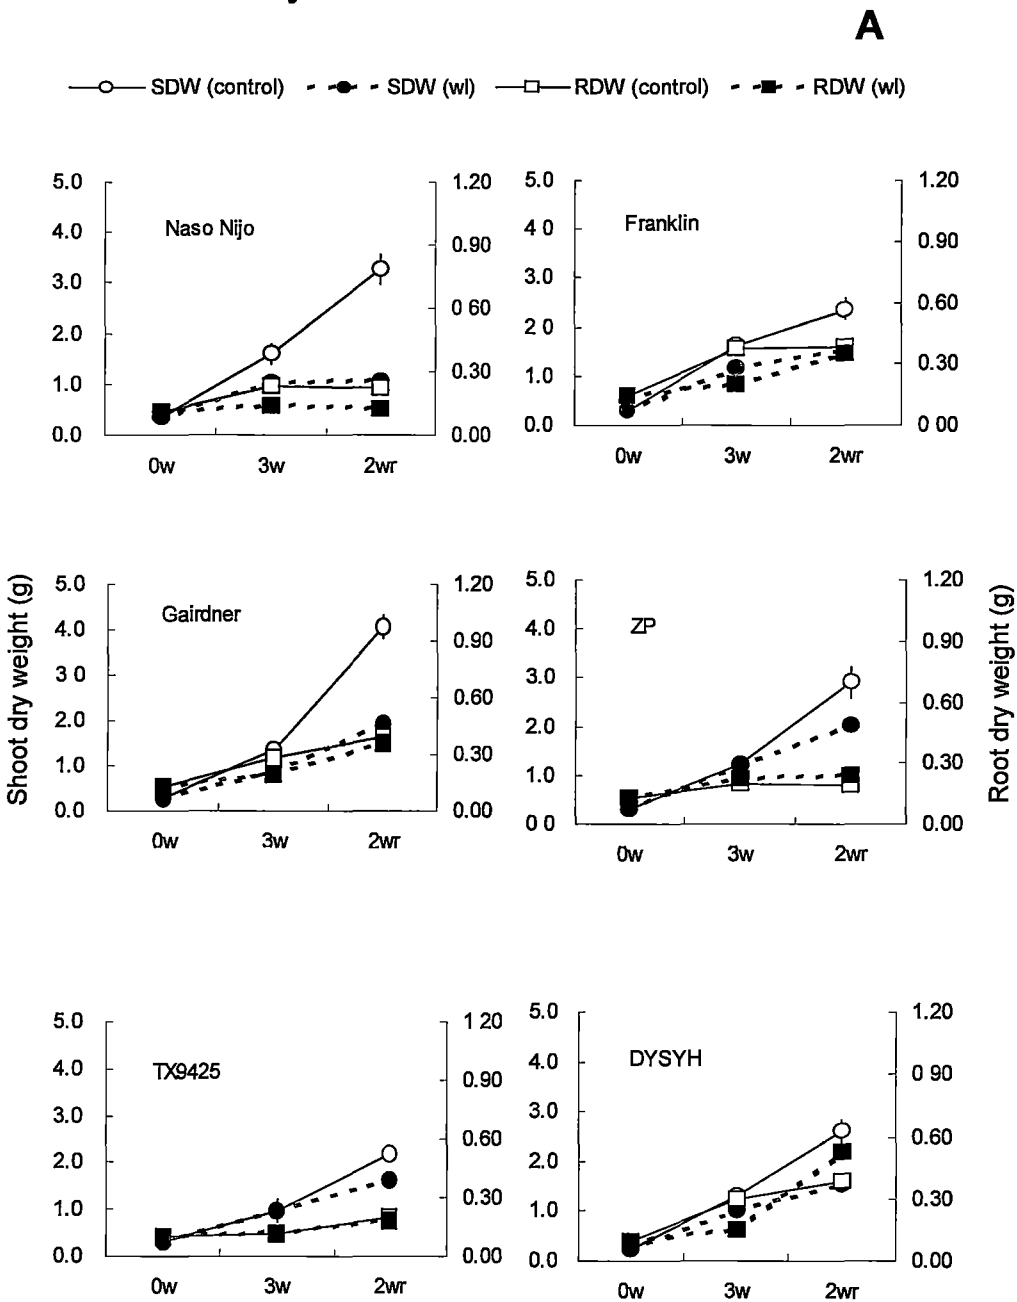 A
SDW (control) SDW (wl) RDW (control) RDW (wl)
Naso Nijo
5.0 1.20
4.0 0.90
3.0 0 60
2.0 0.30
1.0 0.00
0.0
0w 3w 2wr
Franklin
5.0 1.20
4.0 0.90
3.0 0.60
2.0 0.30
1.0 0.00
0.0
0w 3w 2wr
Shoot dry weight (g)
Gairdner
5.0 1.20
4.0 0.90
3 0 0.60
2.0 0.30
1.0 0.00
0.0
0w 3w 2wr
ZP
5.0 1.20
4.0 0.90
3.0 0.60
2.0 0.30
1.0 0.00
0 0
0w 3w 2wr
Root dry weight (g)
TX9425
5.0 1 20
4.0 0.90
3.0 0.60
2.0 0.30
1.0 0.00
0.0
0w 3w 2wr
DYSYH
5.0 1.20
4.0 0 90
3.0 0.60
2.0 0.30
1.0 0.00
0.0
0w 3w 2wr